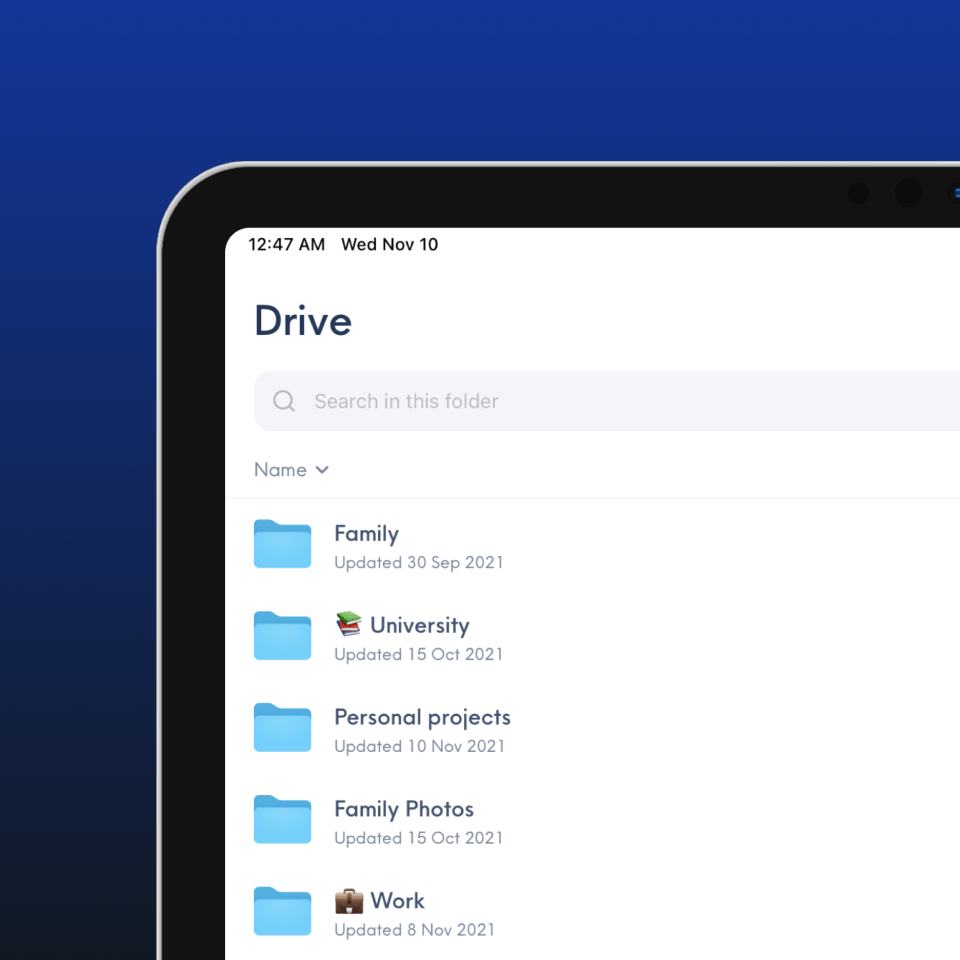 12:47 AM Wed Nov 10
Drive
Search in this folder
Name
Family
Updated 30 Sep 2021
📚 University
Updated 15 Oct 2021
Personal projects
Updated 10 Nov 2021
Family Photos
Updated 15 Oct 2021
💼 Work
Updated 8 Nov 2021